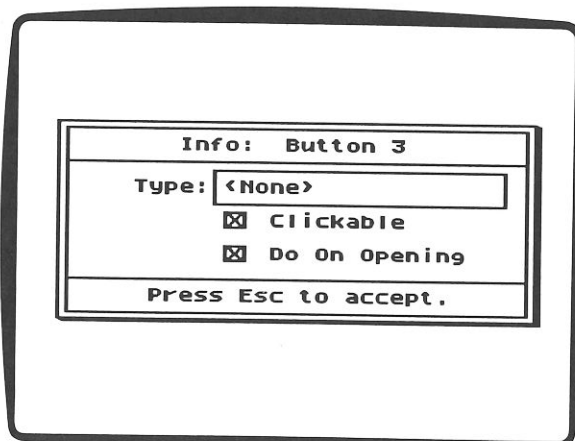 Info: Button 3
Type: <None>
Clickable
Do On Opening
Press Esc to accept.